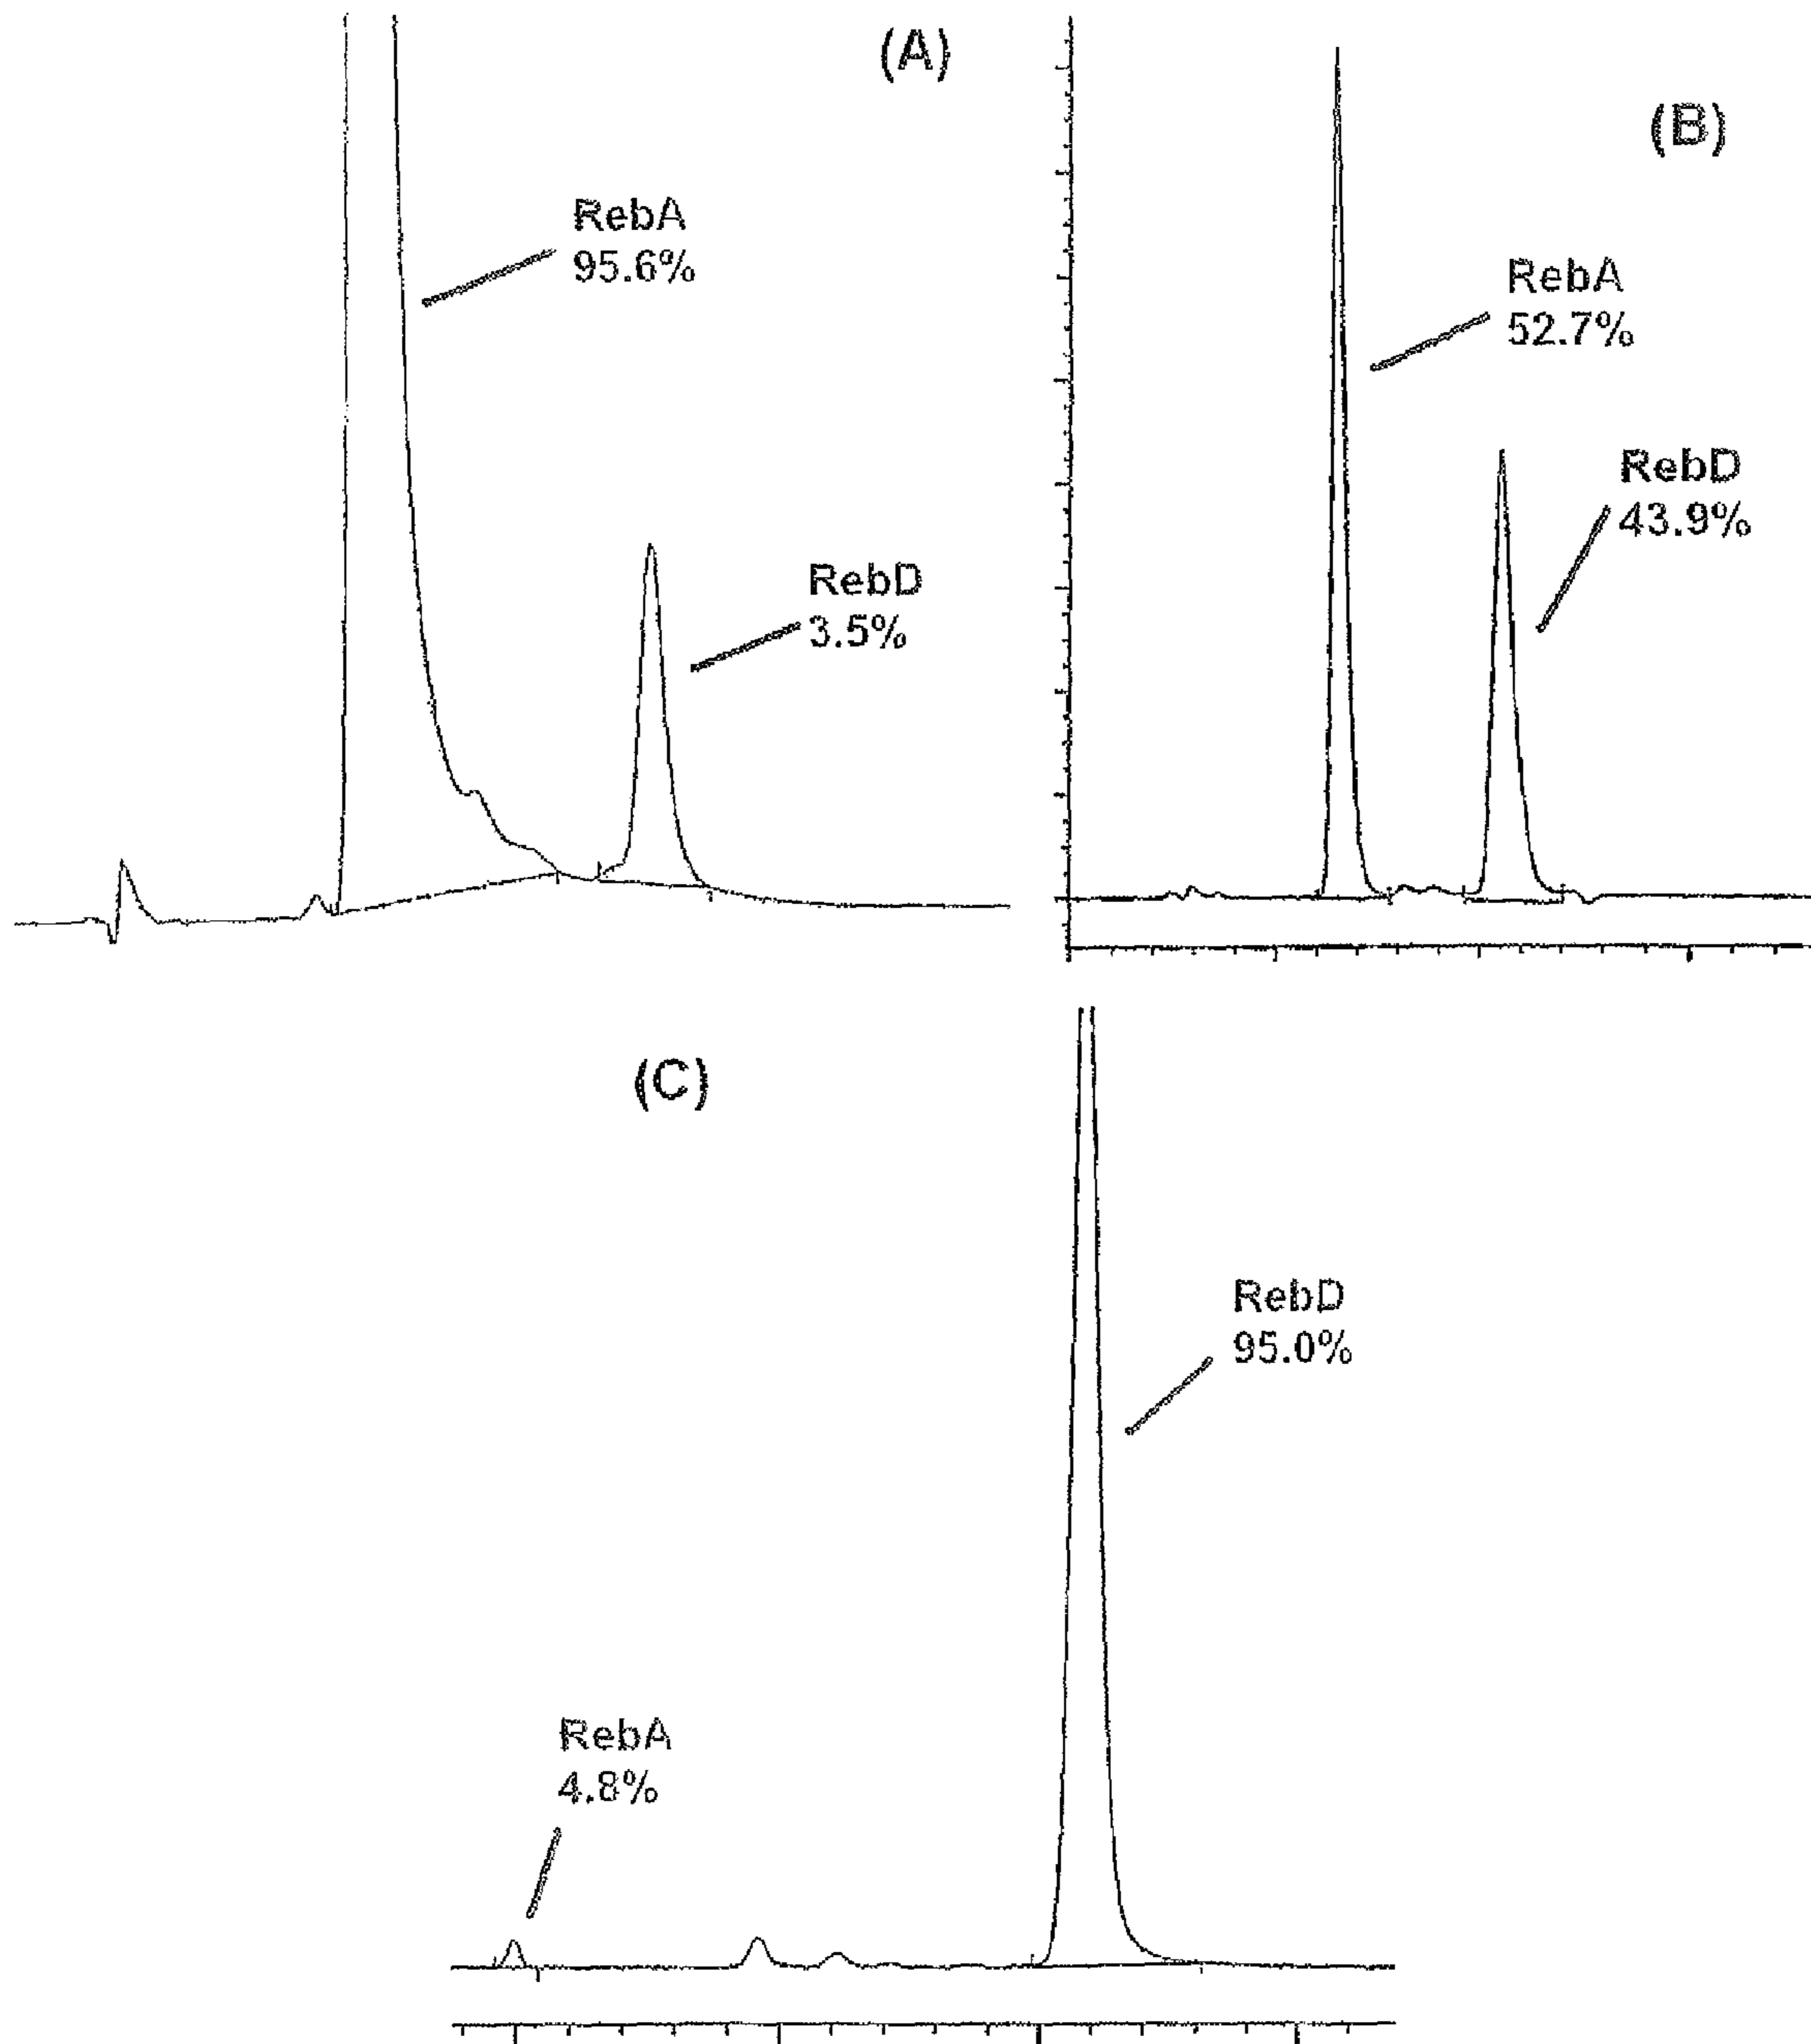 (A)
RebA
95.6%
RebD
3.5%
(B)
RebA
52.7%
RebD
43.9%
(C)
RebD
95.0%
RebA
4.8%